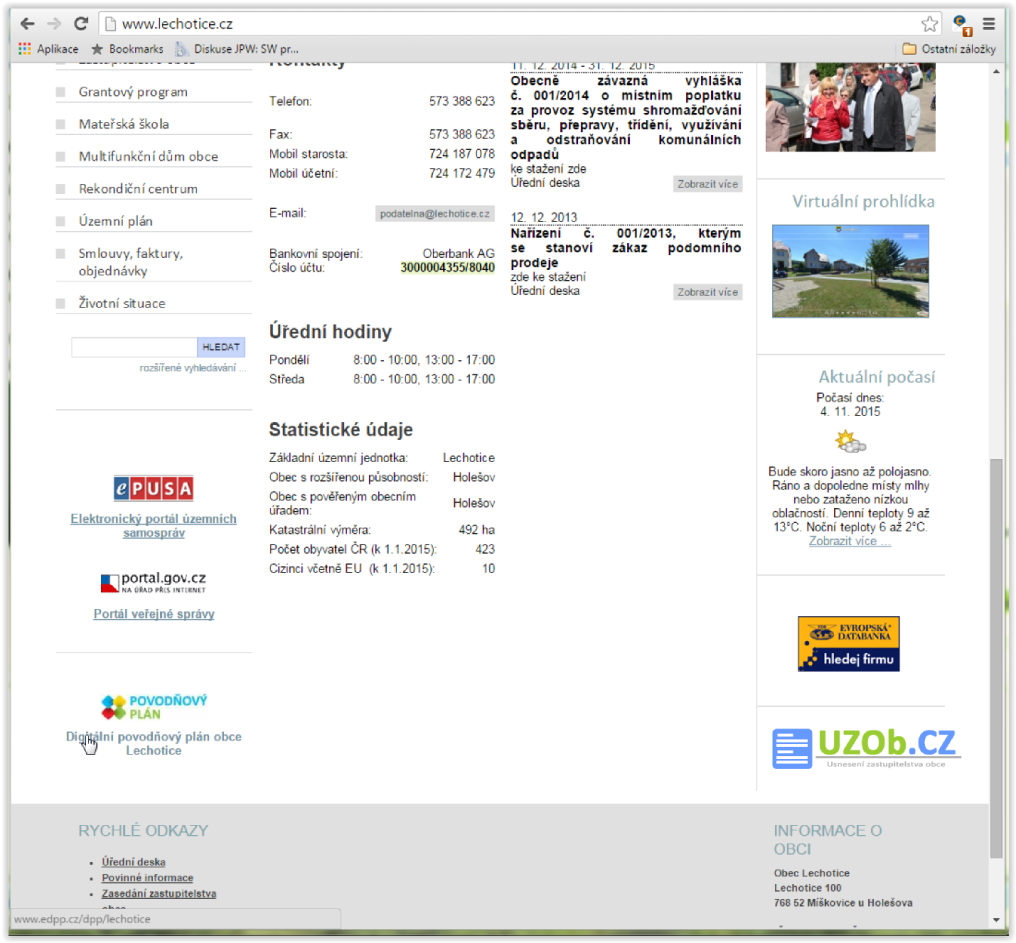 www.lechotice.cz
1
Aplikace
Bookmarks
Diskuse JPW: SW pr...
Ostatní záložky
Zastupitelstvo obce
Grantový program
Mateřská škola
Multifunkční dům obce
Rekondiční centrum
Územní plán
Smlouvy, faktury,
objednávky
Životní situace
HLEDAT
rozšířené vyhledávání ...
ePUSA
Elektronický portál územních
samospráv
portal.gov.cz
NA ÚŘAD PŘES INTERNET
Portál veřejné správy
POVODŇOVÝ
PLÁN
Digitální povodňový plán obce
Lechotice
Kontakty
Telefon: 573 388 623
Fax: 573 388 623
Mobil starosta: 724 187 078
Mobil účetní: 724 172 479
E-mail: podatelna@lechotice.cz
Bankovní spojení: Oberbank AG
Číslo účtu: 3000004355/8040
Úřední hodiny
Pondělí 8:00 - 10:00, 13:00 - 17:00
Středa 8:00 - 10:00, 13:00 - 17:00
Statistické údaje
Základní územní jednotka: Lechotice
Obec s rozšířenou působností: Holešov
Obec s pověřeným obecním
úřadem: Holešov
Katastrální výměra: 492 ha
Počet obyvatel ČR (k 1.1.2015): 423
Cizinci včetně EU (k 1.1.2015): 10
11. 12. 2014 - 31. 12. 2015
Obecně závazná vyhláška
č. 001/2014 o místním poplatku
za provoz systému shromažďování
sběru, přepravy, třídění, využívání
a odstraňování komunálních
odpadů
ke stažení zde
Úřední deska
Zobrazit více
12. 12. 2013
Nařízení č. 001/2013, kterým
se stanoví zákaz podomního
prodeje
zde ke stažení
Úřední deska
Zobrazit více
Virtuální prohlídka
Aktuální počasí
Počasí dnes:
4. 11. 2015
Bude skoro jasno až polojasno.
Ráno a dopoledne místy mlhy
nebo zataženo nízkou
oblačností. Denní teploty 9 až
13°C. Noční teploty 6 až 2°C.
Zobrazit více ...
EVROPSKÁ
DATABANKA
hledej firmu
UZOb.CZ
Usnesení zastupitelstva obce
RYCHLÉ ODKAZY
Úřední deska
Povinné informace
Zasedání zastupitelstva
obce
INFORMACE O
OBCI
Obec Lechotice
Lechotice 100
768 52 Míškovice u Holešova
www.edpp.cz/dpp/lechotice